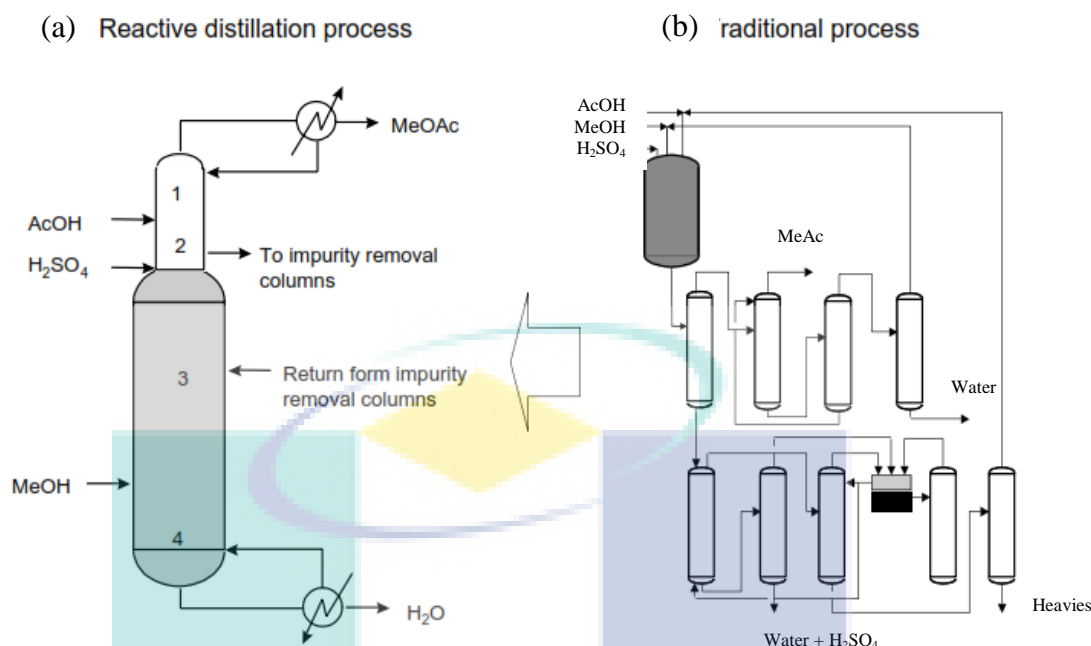 (a) Reactive distillation process
MeOAc
1
AcOH
2
To impurity removal
columns
H₂SO₄
3
Return form impurity
removal columns
MeOH
4
H₂O
(b) raditional process
AcOH
MeOH
H₂SO₄
MeAc
Water
Heavies
Water + H₂SO₄